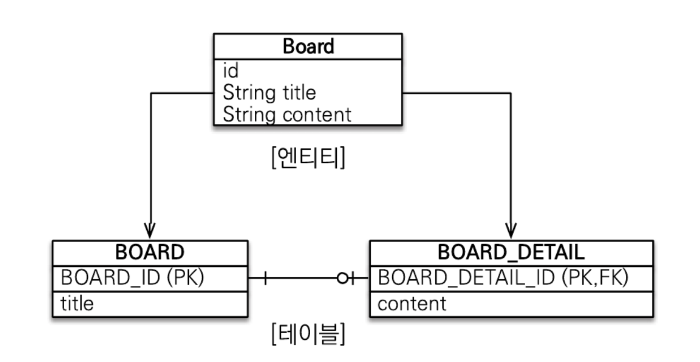 Board
id
String title
String content
[엔티티]
BOARD
BOARD_ID (PK)
title
BOARD_DETAIL
BOARD_DETAIL_ID (PK,FK)
content
[테이블]